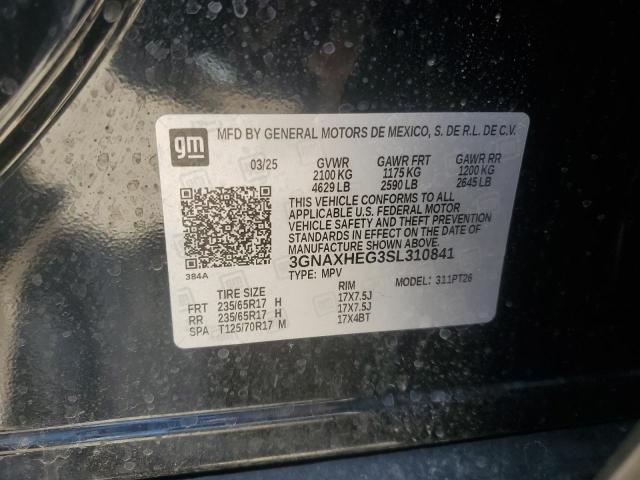 gm
MFD BY GENERAL MOTORS DE MEXICO, S. DE R.L. DE C.V.
03/25 GVWR GAWR FRT GAWR RR
2100 KG 1175 KG 1200 KG
4629 LB 2590 LB 2645 LB
THIS VEHICLE CONFORMS TO ALL
APPLICABLE U.S. FEDERAL MOTOR
VEHICLE SAFETY AND THEFT PREVENTION
STANDARDS IN EFFECT ON THE DATE OF
MANUFACTURE SHOWN ABOVE.
3GNAXHEG3SL310841
384A TYPE: MPV
TIRE SIZE RIM MODEL: 311PT26
FRT 235/65R17 H 17X7.5J
RR 235/65R17 H 17X7.5J
SPA T125/70R17 M 17X4BT